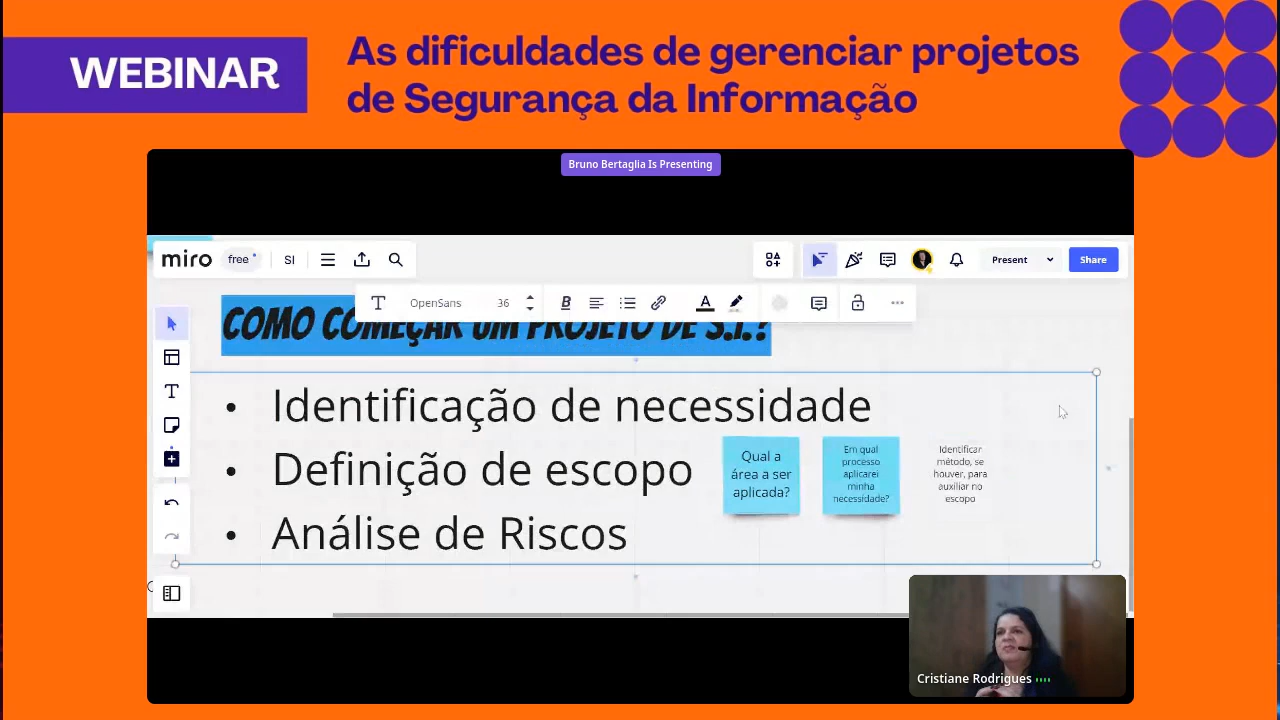 WEBINAR
As dificuldades de gerenciar projetos
de Segurança da Informação
Bruno Bertaglia Is Presenting
miro
free
SI
Present
Share
OpenSans
36
B
A
COMO COMEÇAR UM PROJETO DE S.I.?
• Identificação de necessidade
• Definição de escopo
• Análise de Riscos
Qual a
área a ser
aplicada?
Em qual
processo
aplicarei
minha
necessidade?
Identificar
método, se
houver, para
auxiliar no
escopo
Cristiane Rodrigues